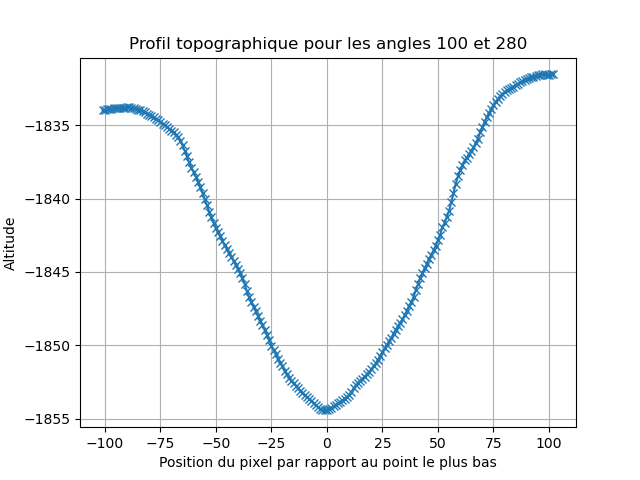 Profil topographique pour les angles 100 et 280
Altitude
−1835
−1840
−1845
−1850
−1855
−100 −75 −50 −25 0 25 50 75 100
Position du pixel par rapport au point le plus bas